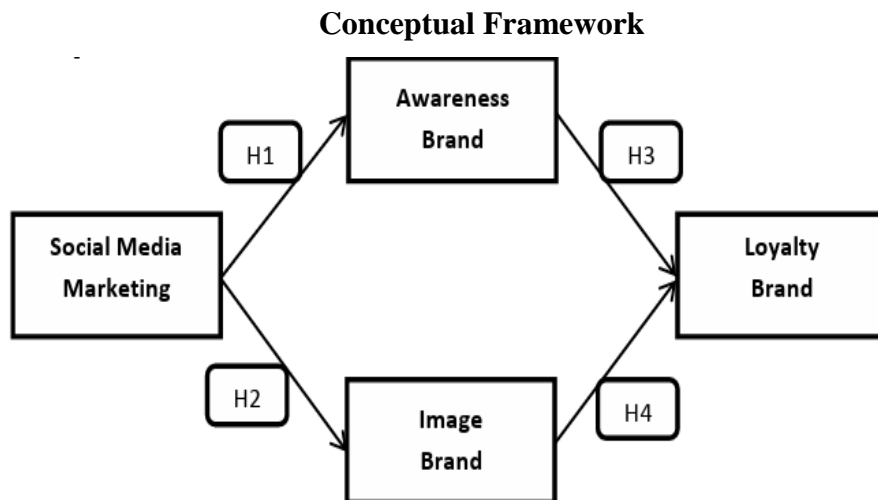 Conceptual Framework
Awareness
Brand
H1
H3
Social Media
Marketing
Loyalty
Brand
H2
H4
Image
Brand